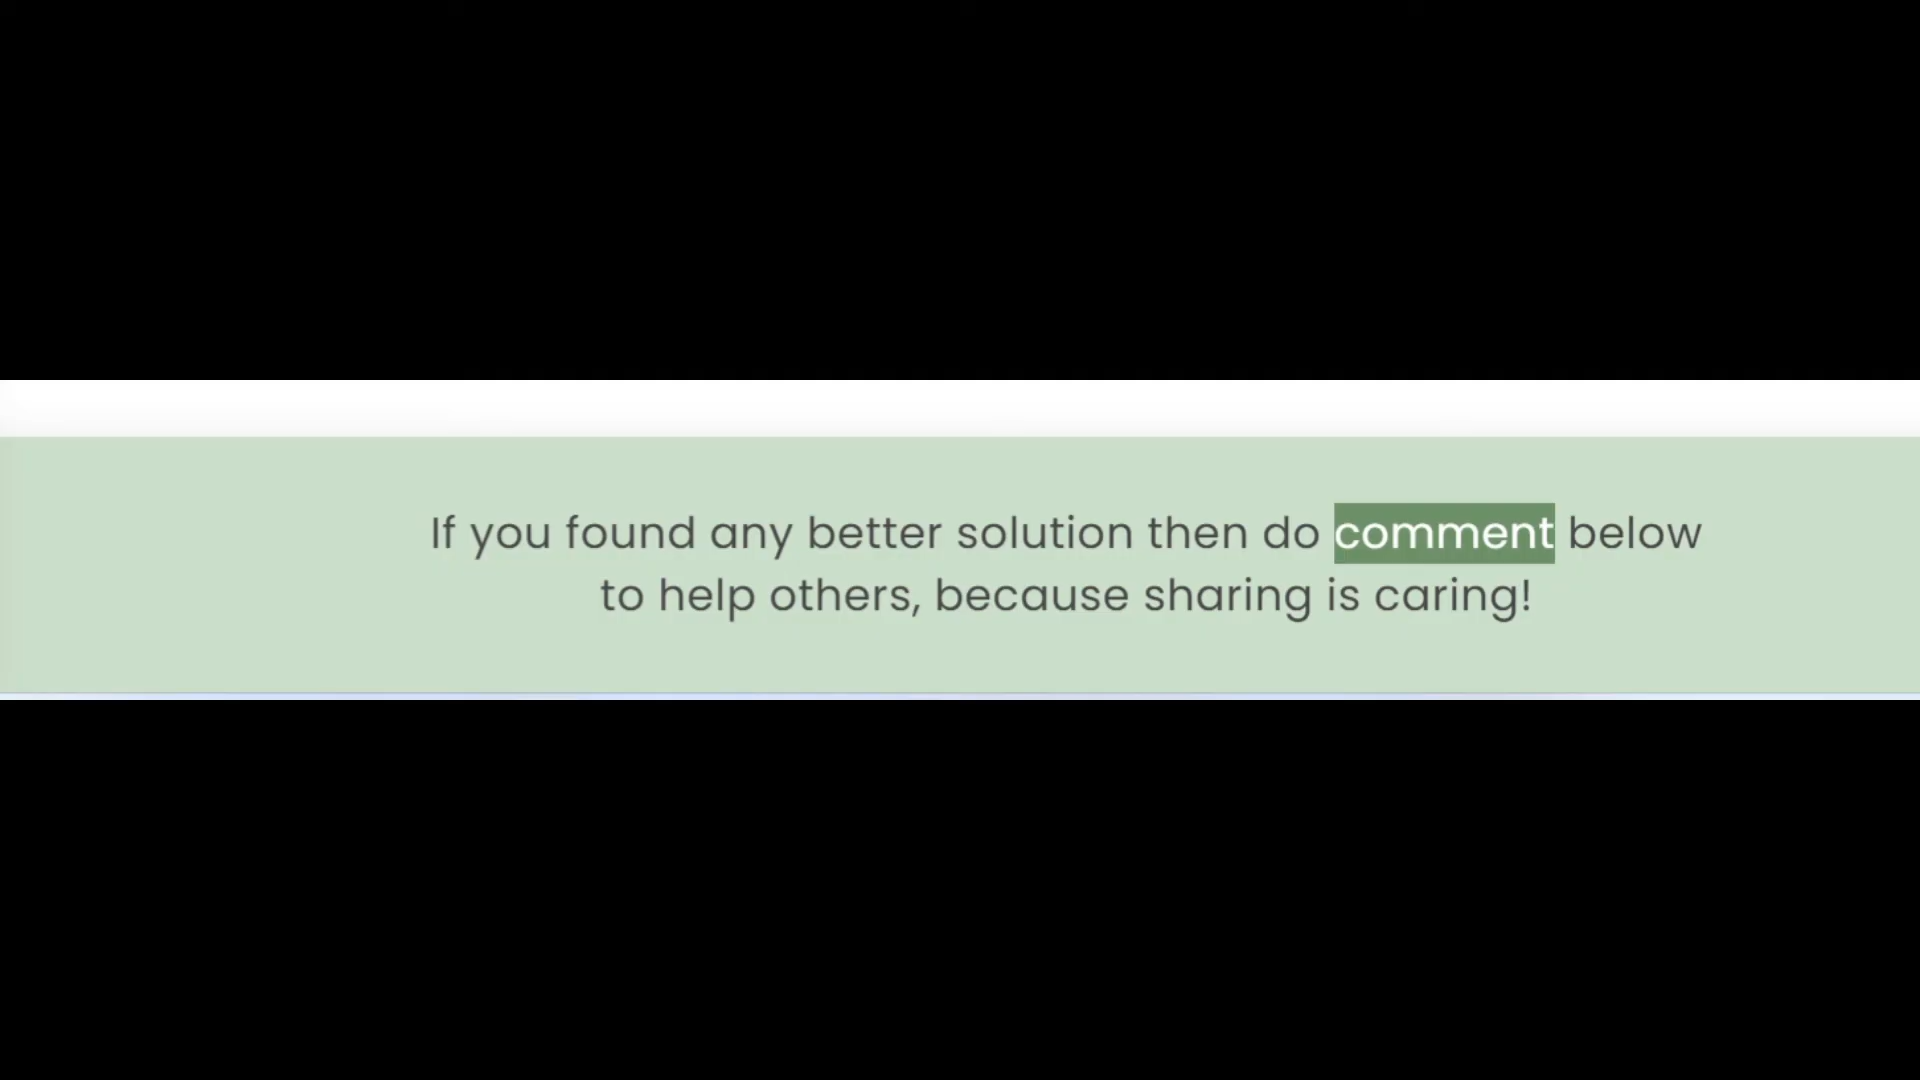 If you found any better solution then do comment below
to help others, because sharing is caring!